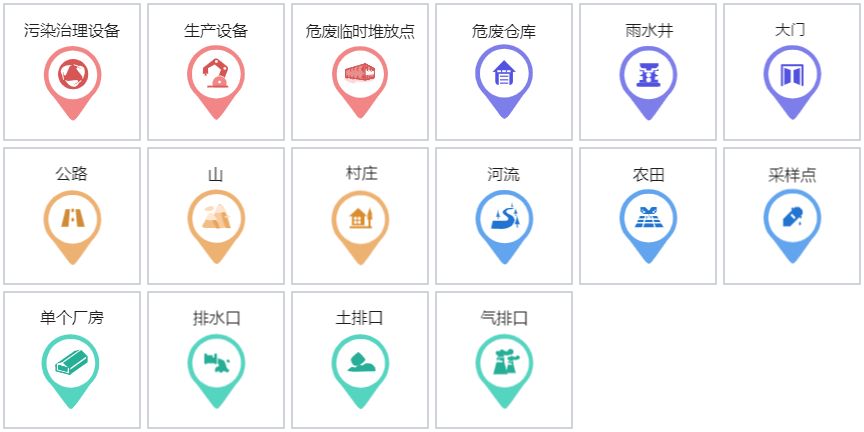 污染治理设备
生产设备
危废临时堆放点
危废仓库
雨水井
大门
公路
山
村庄
河流
农田
采样点
单个厂房
排水口
土排口
气排口